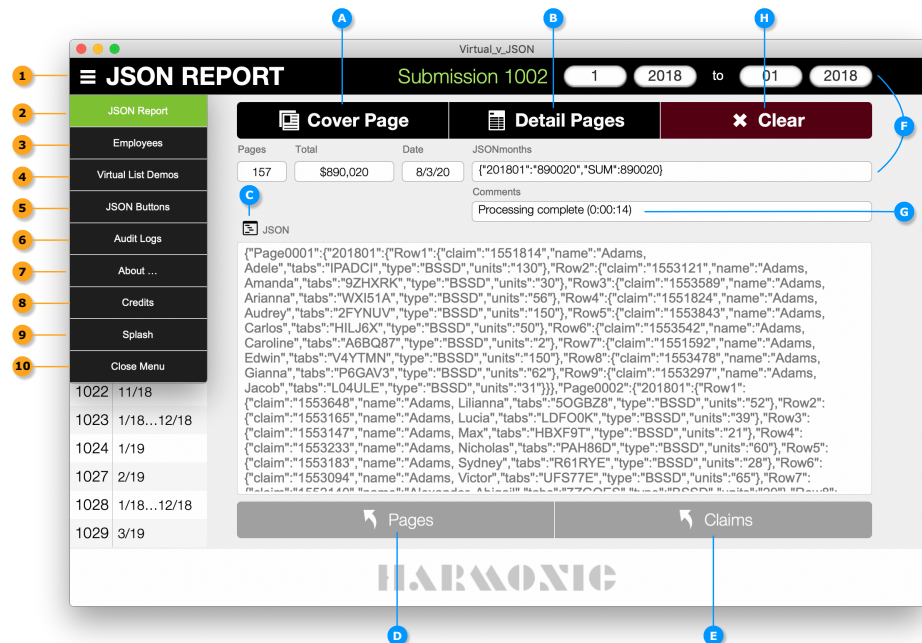 A
B
H
Virtual_v_JSON
1
JSON REPORT
Submission 1002
1
2018
to
01
2018
2
JSON Report
Cover Page
Detail Pages
Clear
F
3
Employees
Pages
Total
Date
JSONmonths
4
Virtual List Demos
157
$890,020
8/3/20
{"201801":"890020","SUM":890020}
C
Comments
5
JSON Buttons
Processing complete (0:00:14)
G
6
Audit Logs
JSON
7
About ...
8
Credits
9
Splash
10
Close Menu
{"Page0001":{"201801":{"Row1":{"claim":"1551814","name":"Adams,
Adele","tabs":"IPADCI","type":"BSSD","units":"130"},"Row2":{"claim":"1553121","name":"Adams,
Amanda","tabs":"9ZHXRK","type":"BSSD","units":"30"},"Row3":{"claim":"1553589","name":"Adams,
Arianna","tabs":"WXI51A","type":"BSSD","units":"56"},"Row4":{"claim":"1551824","name":"Adams,
Audrey","tabs":"2FYNUV","type":"BSSD","units":"150"},"Row5":{"claim":"1553843","name":"Adams,
Carlos","tabs":"HILJ6X","type":"BSSD","units":"50"},"Row6":{"claim":"1553542","name":"Adams,
Caroline","tabs":"A6BQ87","type":"BSSD","units":"2"},"Row7":{"claim":"1551592","name":"Adams,
Edwin","tabs":"V4YTMN","type":"BSSD","units":"150"},"Row8":{"claim":"1553478","name":"Adams,
Gianna","tabs":"P6GAV3","type":"BSSD","units":"62"},"Row9":{"claim":"1553297","name":"Adams,
Jacob","tabs":"L04ULE","type":"BSSD","units":"31"}}},"Page0002":{"201801":{"Row1":
{"claim":"1553648","name":"Adams, Lilianna","tabs":"5OGBZ8","type":"BSSD","units":"52"},"Row2":
{"claim":"1553165","name":"Adams, Lucia","tabs":"LDFO0K","type":"BSSD","units":"39"},"Row3":
{"claim":"1553147","name":"Adams, Max","tabs":"HBXF9T","type":"BSSD","units":"21"},"Row4":
{"claim":"1553233","name":"Adams, Nicholas","tabs":"PAH86D","type":"BSSD","units":"60"},"Row5":
{"claim":"1553183","name":"Adams, Sydney","tabs":"R61RYE","type":"BSSD","units":"28"},"Row6":
{"claim":"1553094","name":"Adams, Victor","tabs":"UFS77E","type":"BSSD","units":"65"},"Row7":
1022 11/18
1023 1/18...12/18
1024 1/19
1027 2/19
1028 1/18...12/18
1029 3/19
Pages
Claims
HARMONIC
D
E